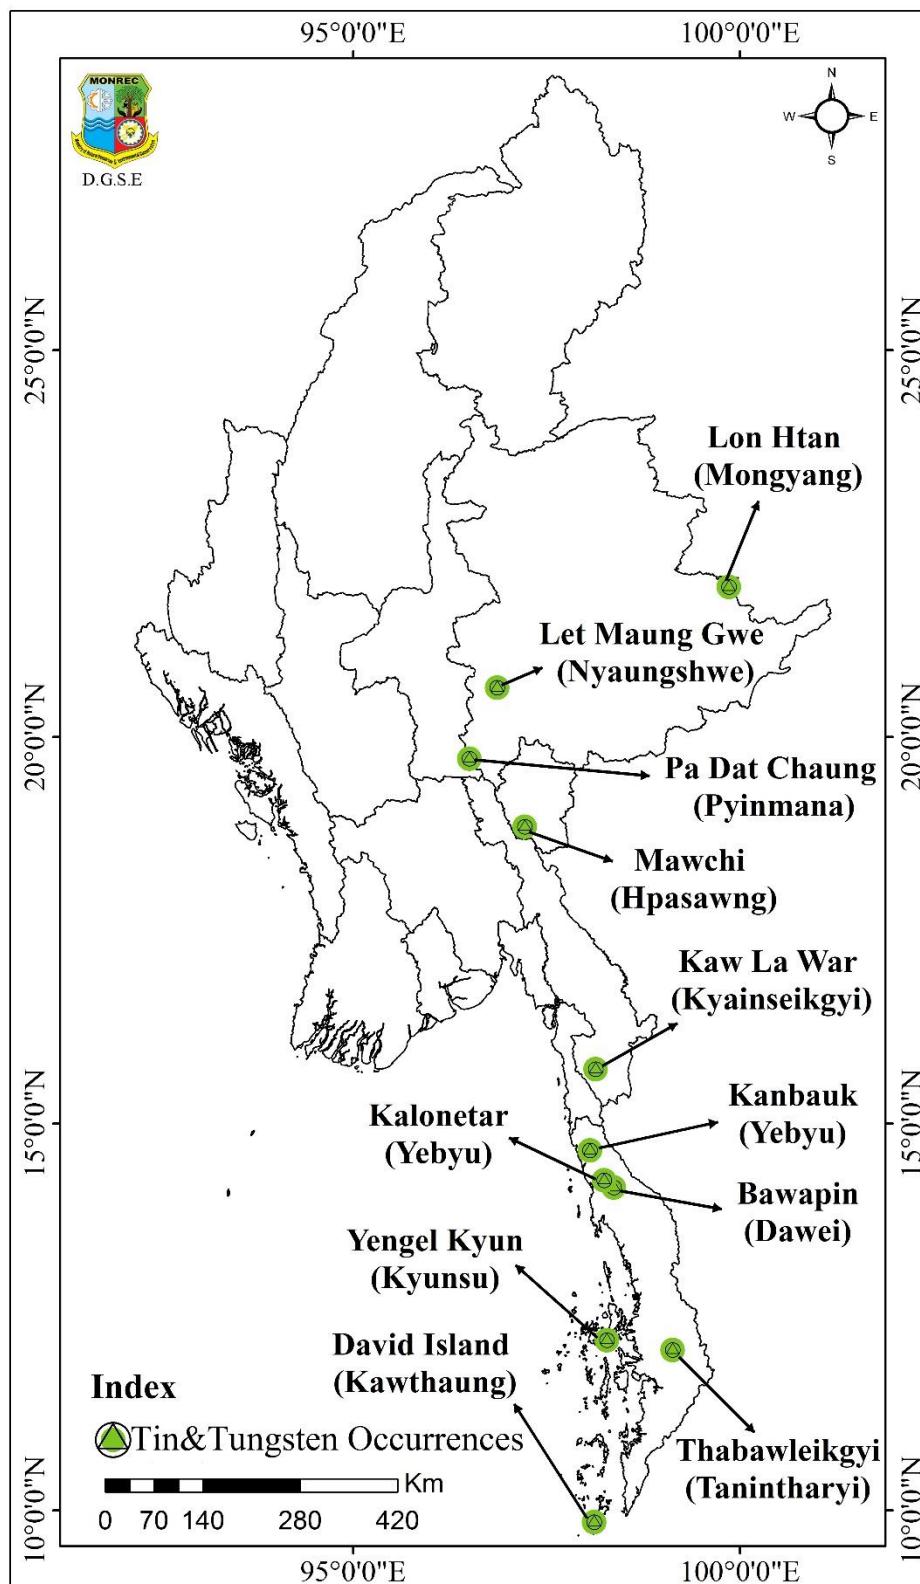 95°0'0"E
100°0'0"E
MONREC
D.G.S.E
N
W
E
S
25°0'0"N
25°0'0"N
Lon Htan
(Mongyang)
Let Maung Gwe
(Nyaungshwe)
20°0'0"N
20°0'0"N
Pa Dat Chaung
(Pyinmana)
Mawchi
(Hpasawng)
Kaw La War
(Kyainseikgyi)
15°0'0"N
15°0'0"N
Kalonetar
(Yebyu)
Kanbauk
(Yebyu)
Bawapin
(Dawei)
Yengel Kyun
(Kyunsu)
David Island
(Kawthaung)
Thabawleikgyi
(Tanintharyi)
Index
Tin&Tungsten Occurrences
Km
0 70 140 280 420
10°0'0"N
10°0'0"N
95°0'0"E
100°0'0"E